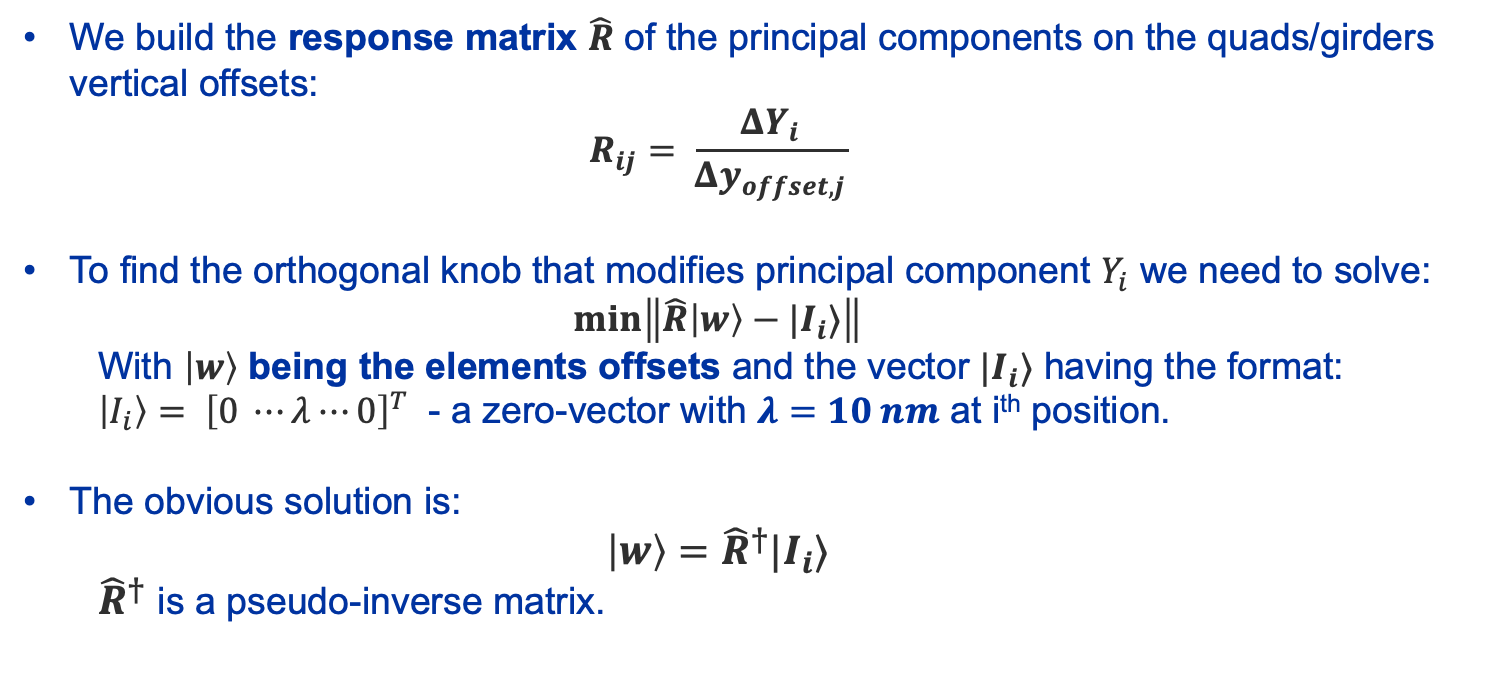 • We build the response matrix R̂ of the principal components on the quads/girders
vertical offsets:
R_ij = ΔY_i / Δy_offset,j
• To find the orthogonal knob that modifies principal component Y_i we need to solve:
min‖R̂|w⟩ − |I_i⟩‖
With |w⟩ being the elements offsets and the vector |I_i⟩ having the format:
|I_i⟩ = [0 ⋯ λ ⋯ 0]^T - a zero-vector with λ = 10 nm at i^th position.
• The obvious solution is:
|w⟩ = R̂^†|I_i⟩
R̂^† is a pseudo-inverse matrix.